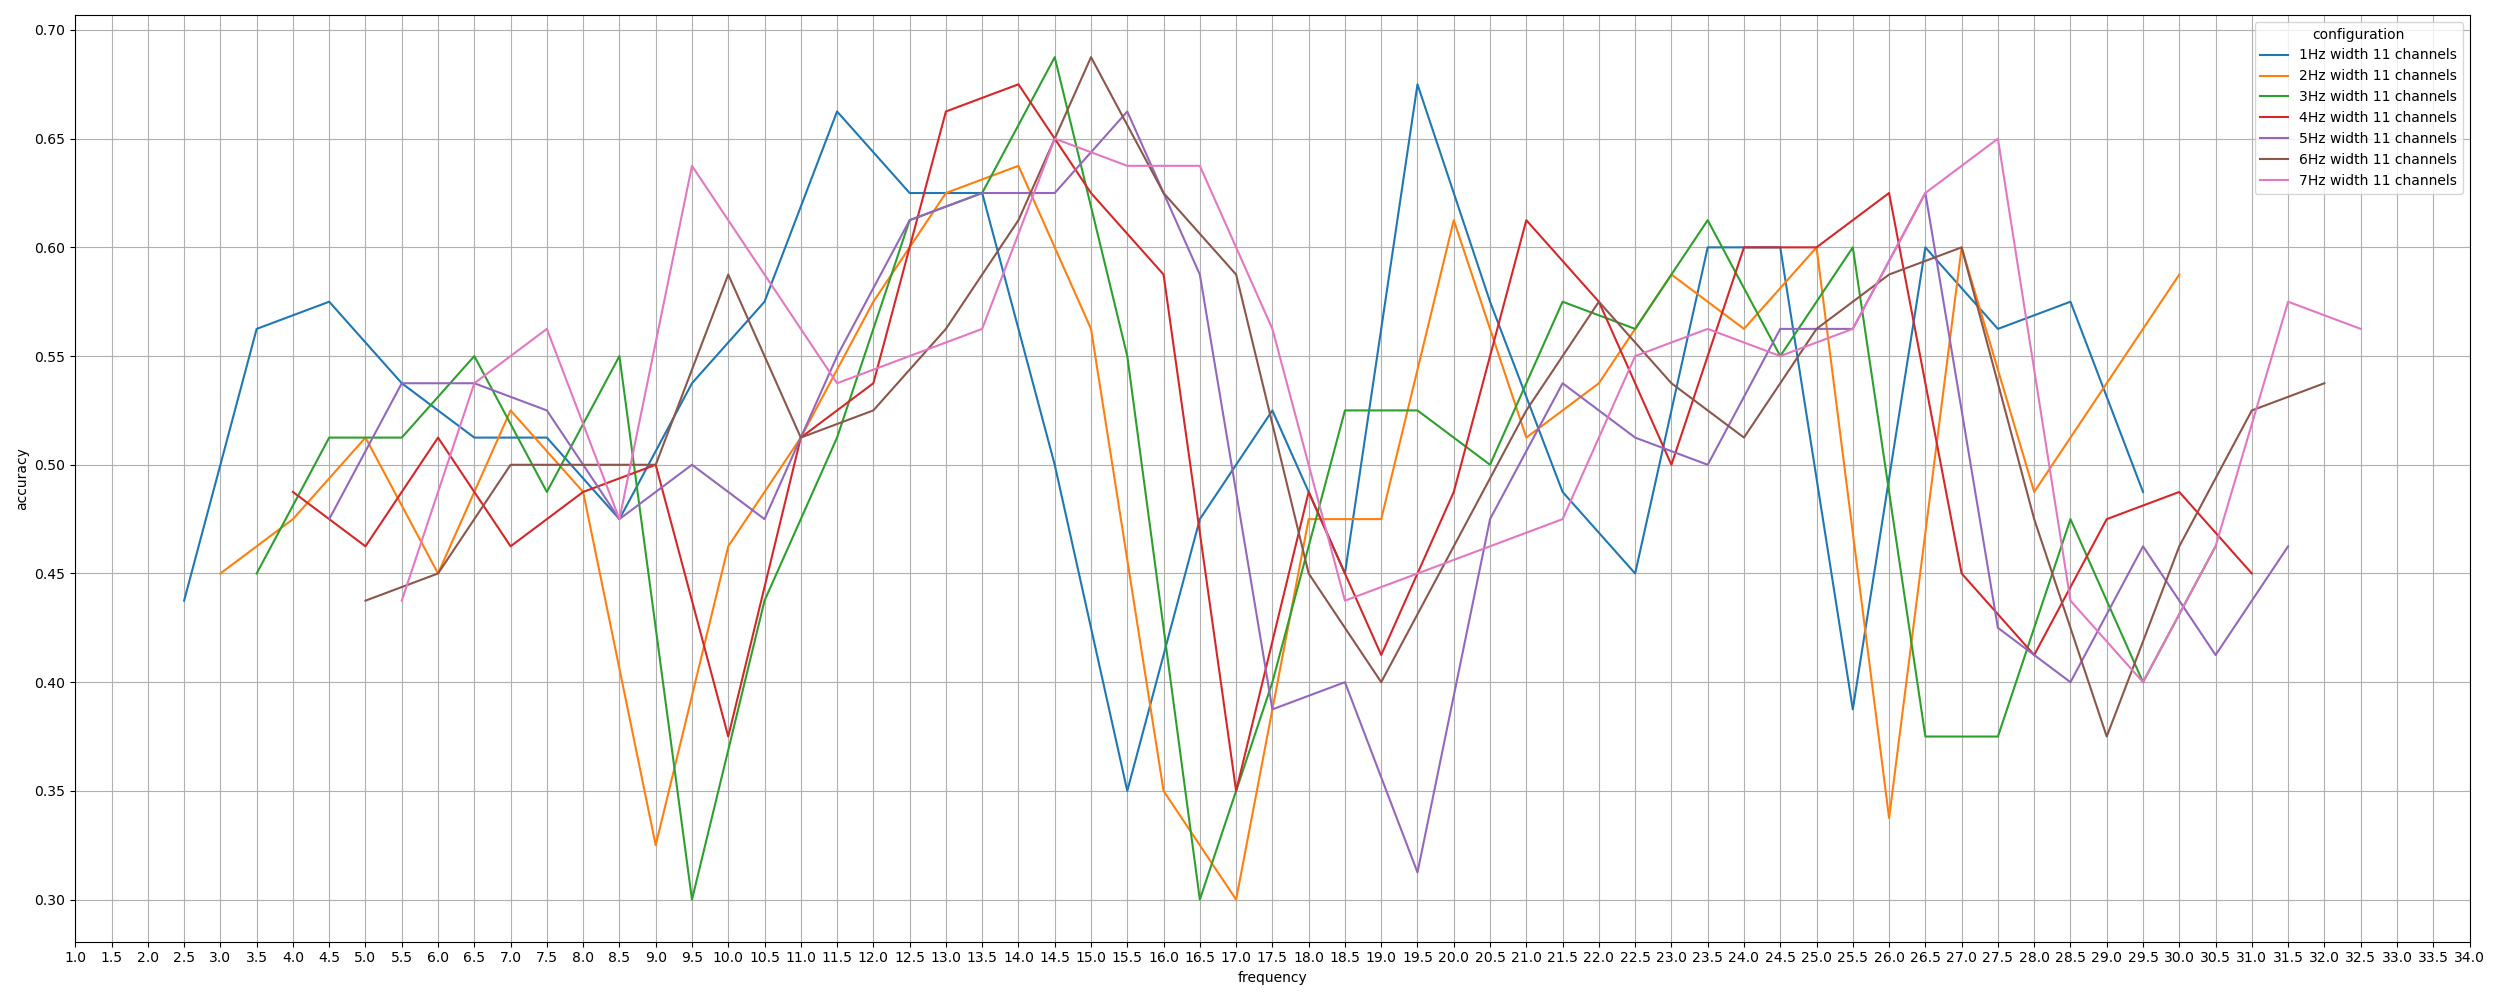 configuration
1Hz width 11 channels
2Hz width 11 channels
3Hz width 11 channels
4Hz width 11 channels
5Hz width 11 channels
6Hz width 11 channels
7Hz width 11 channels
0.70
0.65
0.60
0.55
0.50
0.45
0.40
0.35
0.30
accuracy
1.0 1.5 2.0 2.5 3.0 3.5 4.0 4.5 5.0 5.5 6.0 6.5 7.0 7.5 8.0 8.5 9.0 9.5 10.0 10.5 11.0 11.5 12.0 12.5 13.0 13.5 14.0 14.5 15.0 15.5 16.0 16.5 17.0 17.5 18.0 18.5 19.0 19.5 20.0 20.5 21.0 21.5 22.0 22.5 23.0 23.5 24.0 24.5 25.0 25.5 26.0 26.5 27.0 27.5 28.0 28.5 29.0 29.5 30.0 30.5 31.0 31.5 32.0 32.5 33.0 33.5 34.0
frequency